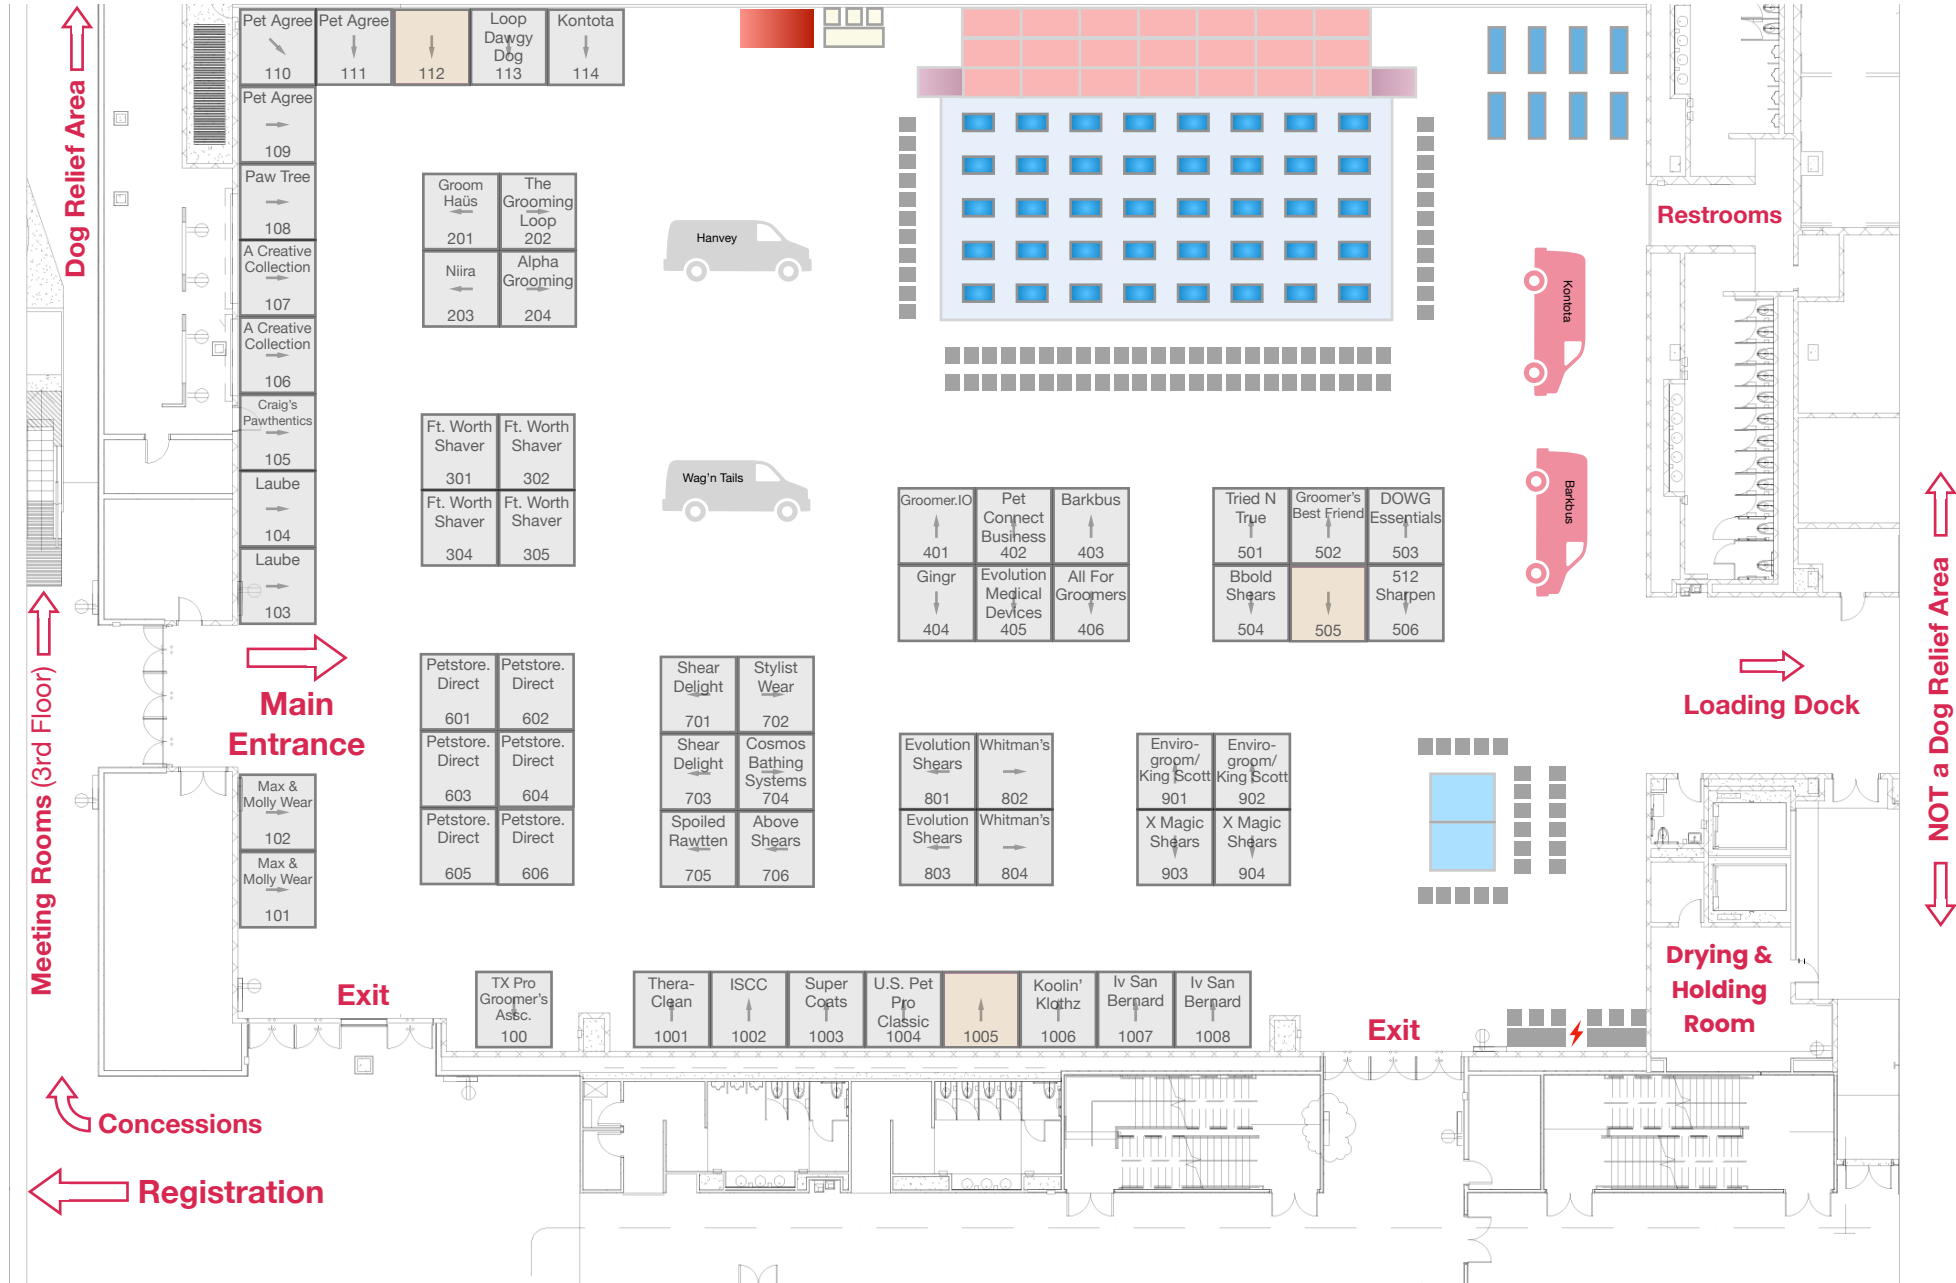 Dog Relief Area
Pet Agree
110
Pet Agree
111
112
Loop
Dawgy
Dog
113
Kontota
114
Pet Agree
109
Paw Tree
108
A Creative
Collection
107
A Creative
Collection
106
Craig's
Pawthentics
105
Laube
104
Laube
103
Groom
Haüs
201
The
Grooming
Loop
202
Niira
203
Alpha
Grooming
204
Hanvey
Restrooms
Kontota
Ft. Worth
Shaver
301
Ft. Worth
Shaver
302
Ft. Worth
Shaver
304
Ft. Worth
Shaver
305
Wag'n Tails
Barkbus
Groomer.IO
401
Pet
Connect
Business
402
Barkbus
403
Gingr
404
Evolution
Medical
Devices
405
All For
Groomers
406
Tried N
True
501
Groomer's
Best Friend
502
DOWG
Essentials
503
Bbold
Shears
504
505
512
Sharpen
506
Meeting Rooms (3rd Floor)
Main
Entrance
Loading Dock
NOT a Dog Relief Area
Petstore.
Direct
601
Petstore.
Direct
602
Petstore.
Direct
603
Petstore.
Direct
604
Petstore.
Direct
605
Petstore.
Direct
606
Shear
Delight
701
Stylist
Wear
702
Shear
Delight
703
Cosmos
Bathing
Systems
704
Spoiled
Rawtten
705
Above
Shears
706
Evolution
Shears
801
Whitman's
802
Evolution
Shears
803
Whitman's
804
Enviro-
groom/
King Scott
901
Enviro-
groom/
King Scott
902
X Magic
Shears
903
X Magic
Shears
904
Max &
Molly Wear
102
Max &
Molly Wear
101
Exit
TX Pro
Groomer's
Assc.
100
Thera-
Clean
1001
ISCC
1002
Super
Coats
1003
U.S. Pet
Pro
Classic
1004
1005
Koolin'
Klothz
1006
Iv San
Bernard
1007
Iv San
Bernard
1008
Exit
Drying &
Holding
Room
Concessions
Registration